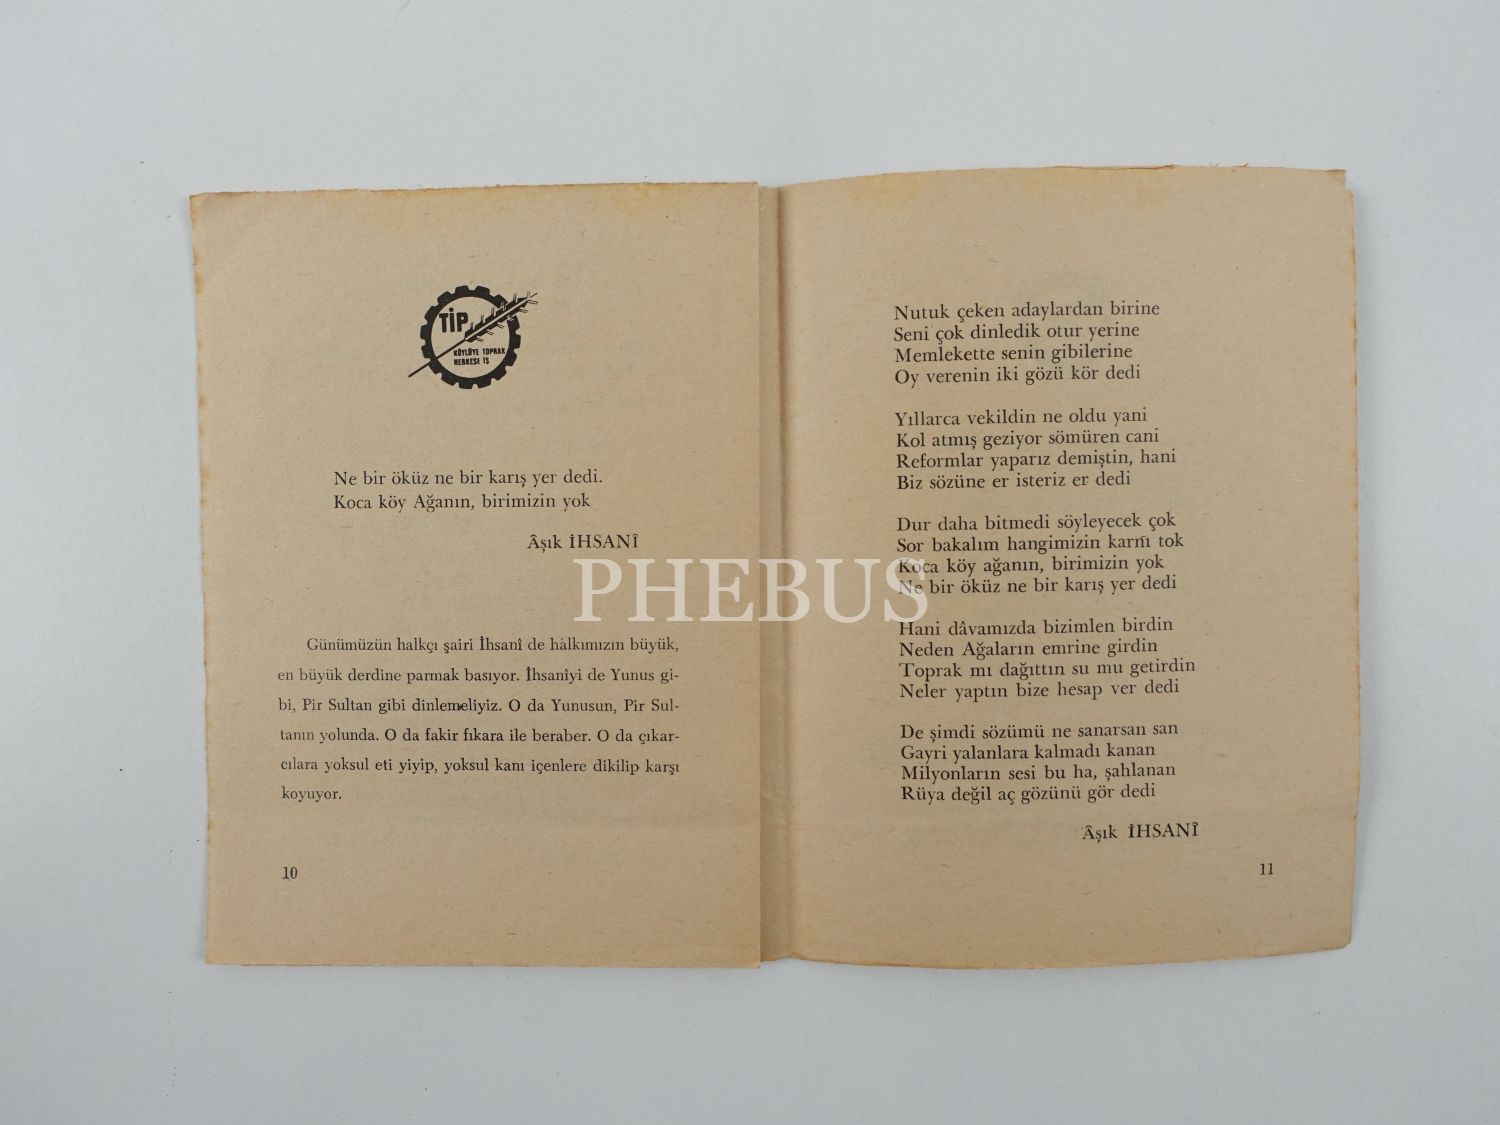 TİP
KÖYLÜYE TOPRAK
HERKESE İŞ
Ne bir öküz ne bir karış yer dedi.
Koca köy Ağanın, birimizin yok
Âşık İHSANÎ
Günümüzün halkçı şairi İhsanî de halkımızın büyük,
en büyük derdine parmak basıyor. İhsanîyi de Yunus gi-
bi, Pir Sultan gibi dinlemeliyiz. O da Yunusun, Pir Sul-
tanın yolunda. O da fakir fıkara ile beraber. O da çıkar-
cılara yoksul eti yiyip, yoksul kanı içenlere dikilip karşı
koyuyor.
10
Nutuk çeken adaylardan birine
Seni çok dinledik otur yerine
Memlekette senin gibilerine
Oy verenin iki gözü kör dedi
Yıllarca vekildin ne oldu yani
Kol atmış geziyor sömüren cani
Reformlar yaparız demiştin, hani
Biz sözüne er isteriz er dedi
Dur daha bitmedi söyleyecek çok
Sor bakalım hangimizin karnı tok
Koca köy ağanın, birimizin yok
Ne bir öküz ne bir karış yer dedi
Hani dâvamızda bizimlen birdin
Neden Ağaların emrine girdin
Toprak mı dağıttın su mu getirdin
Neler yaptın bize hesap ver dedi
De şimdi sözümü ne sanarsan san
Gayri yalanlara kalmadı kanan
Milyonların sesi bu ha, şahlanan
Rüya değil aç gözünü gör dedi
Âşık İHSANÎ
11
PHEBUS